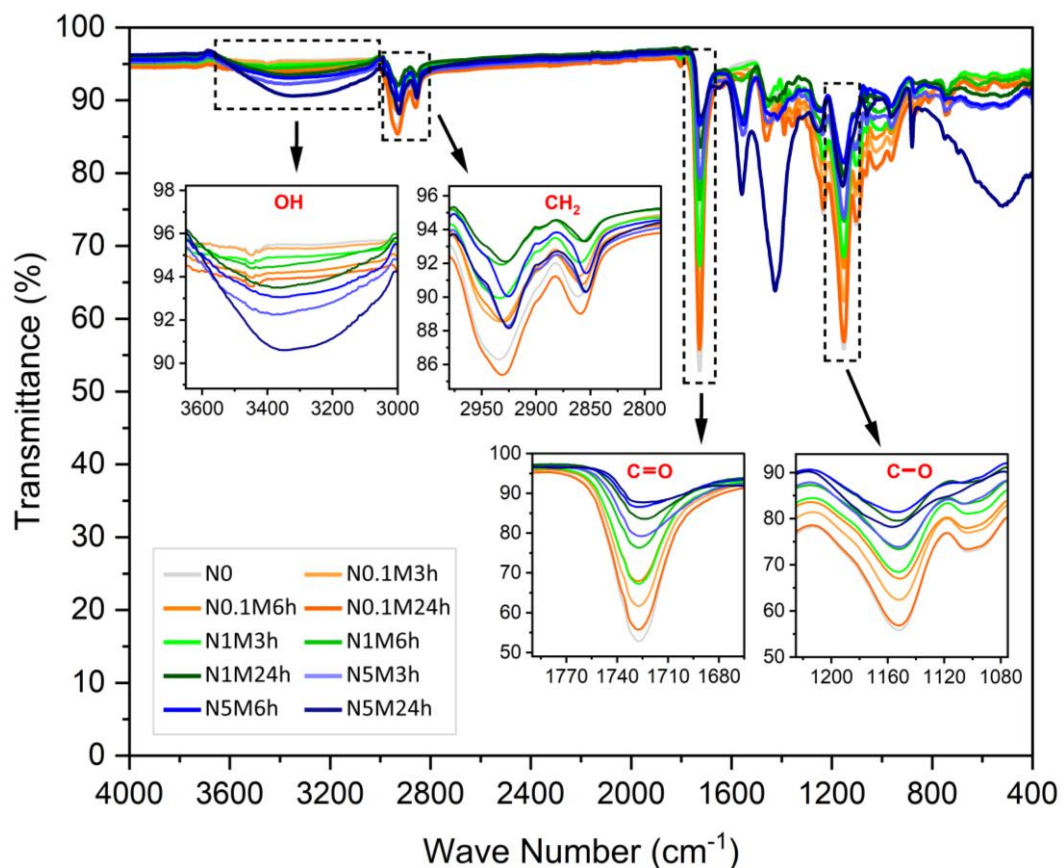 Transmittance (%)
100
90
80
70
60
50
40
30
20
10
0
4000 3600 3200 2800 2400 2000 1600 1200 800 400
Wave Number (cm⁻¹)
OH
98
96
94
92
90
3600 3400 3200 3000
CH₂
96
94
92
90
88
86
2950 2900 2850 2800
C=O
100
90
80
70
60
50
1770 1740 1710 1680
C−O
90
80
70
60
50
1200 1160 1120 1080
N0 N0.1M3h
N0.1M6h N0.1M24h
N1M3h N1M6h
N1M24h N5M3h
N5M6h N5M24h